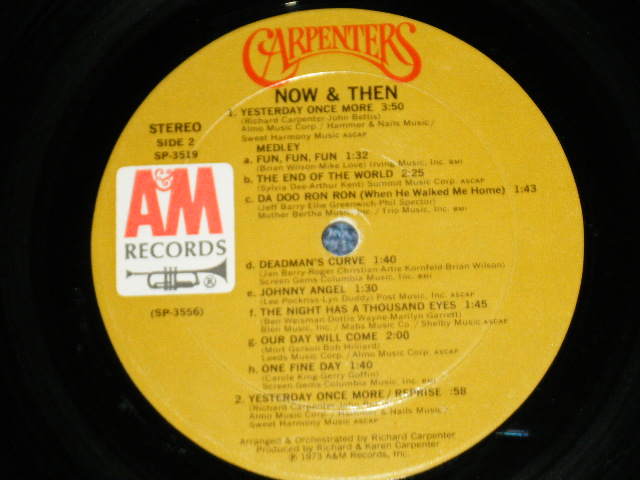 CARPENTERS
NOW & THEN
1. YESTERDAY ONCE MORE 3:50
(Richard Carpenter-John Bettis)
Almo Music Corp./ Hammer & Nails Music/
Sweet Harmony Music ASCAP
STEREO
SIDE 2
SP-3519
MEDLEY
a. FUN, FUN, FUN 1:32
(Brian Wilson-Mike Love) Irving Music, Inc. BMI
b. THE END OF THE WORLD 2:25
(Sylvia Dee-Arthur Kent) Summit Music Corp. ASCAP
c. DA DOO RON RON (When He Walked Me Home) 1:43
(Jeff Barry-Ellie Greenwich-Phil Spector)
Mother Bertha Music, Inc./ Trio Music, Inc. BMI
A&M
RECORDS
®
(SP-3556)
d. DEADMAN'S CURVE 1:40
(Jan Berry-Roger Christian-Artie Kornfeld-Brian Wilson)
Screen Gems Columbia Music, Inc. BMI
e. JOHNNY ANGEL 1:30
(Lee Pockriss-Lyn Duddy) Post Music, Inc. ASCAP
f. THE NIGHT HAS A THOUSAND EYES 1:45
(Ben Weisman-Dottie Wayne-Marilyn Garrett)
Blen Music, Inc./ Mabs Music Co./ Shelby Music ASCAP
g. OUR DAY WILL COME 2:00
(Mort Garson-Bob Hilliard)
Leeds Music Corp./ Almo Music Corp. ASCAP
h. ONE FINE DAY 1:40
(Carole King-Gerry Goffin)
Screen Gems-Columbia Music, Inc. BMI
2. YESTERDAY ONCE MORE / REPRISE :58
(Richard Carpenter-John Bettis)
Almo Music Corp./ Hammer & Nails Music/
Sweet Harmony Music ASCAP
Arranged & Orchestrated by Richard Carpenter
Produced by Richard & Karen Carpenter
℗ 1973 A&M Records, Inc.